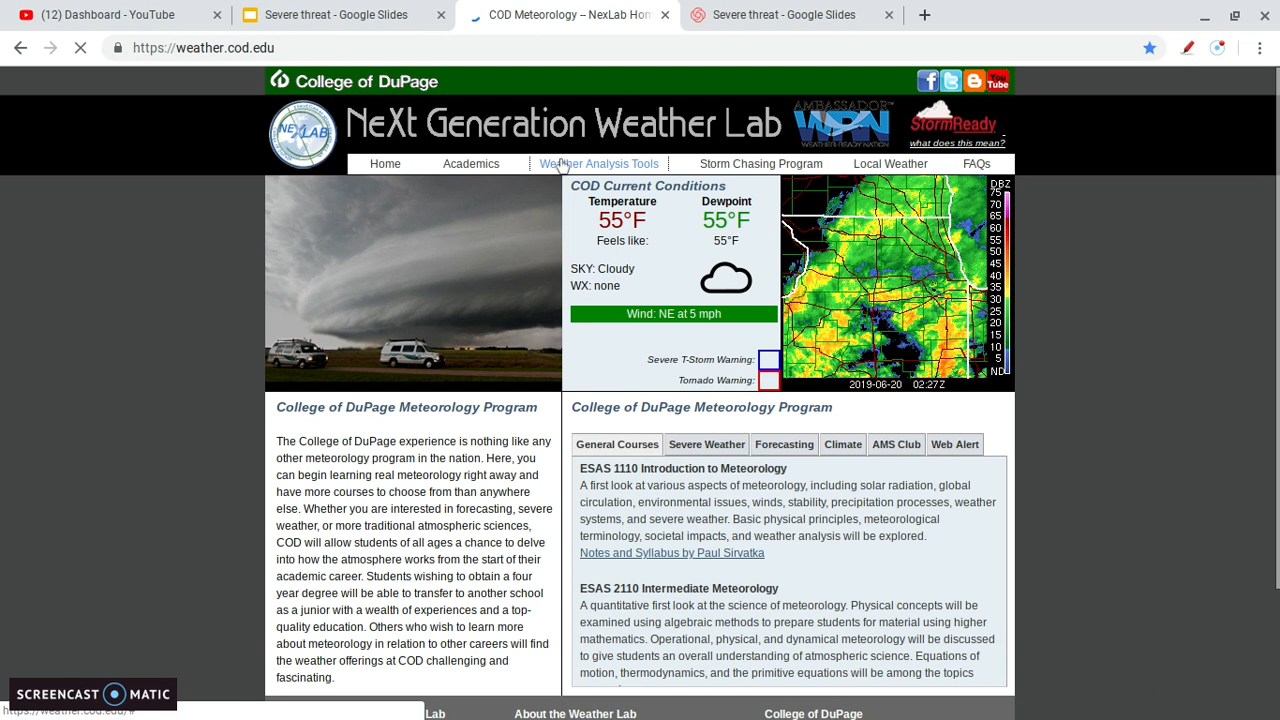 (12) Dashboard - YouTube
Severe threat - Google Slides
COD Meteorology – NexLab Hom
Severe threat - Google Slides
https://weather.cod.edu
College of DuPage
You
Tube
NEXLAB
NeXt Generation Weather Lab
AMBASSADOR™
WRN
WEATHER-READY NATION
StormReady
what does this mean?
Home
Academics
Weather Analysis Tools
Storm Chasing Program
Local Weather
FAQs
COD Current Conditions
Temperature Dewpoint
55°F 55°F
Feels like: 55°F
SKY: Cloudy
WX: none
Wind: NE at 5 mph
Severe T-Storm Warning:
Tornado Warning:
DBZ
75
70
65
60
55
50
45
40
35
30
25
20
15
10
5
ND
2019-06-20 02:27Z
College of DuPage Meteorology Program
The College of DuPage experience is nothing like any
other meteorology program in the nation. Here, you
can begin learning real meteorology right away and
have more courses to choose from than anywhere
else. Whether you are interested in forecasting, severe
weather, or more traditional atmospheric sciences,
COD will allow students of all ages a chance to delve
into how the atmosphere works from the start of their
academic career. Students wishing to obtain a four
year degree will be able to transfer to another school
as a junior with a wealth of experiences and a top-
quality education. Others who wish to learn more
about meteorology in relation to other careers will find
the weather offerings at COD challenging and
fascinating.
College of DuPage Meteorology Program
General Courses
Severe Weather
Forecasting
Climate
AMS Club
Web Alert
ESAS 1110 Introduction to Meteorology
A first look at various aspects of meteorology, including solar radiation, global
circulation, environmental issues, winds, stability, precipitation processes, weather
systems, and severe weather. Basic physical principles, meteorological
terminology, societal impacts, and weather analysis will be explored.
Notes and Syllabus by Paul Sirvatka
ESAS 2110 Intermediate Meteorology
A quantitative first look at the science of meteorology. Physical concepts will be
examined using algebraic methods to prepare students for material using higher
mathematics. Operational, physical, and dynamical meteorology will be discussed
to give students an overall understanding of atmospheric science. Equations of
motion, thermodynamics, and the primitive equations will be among the topics
SCREENCAST MATIC
https://weather.cod.edu/#
Lab
About the Weather Lab
College of DuPage